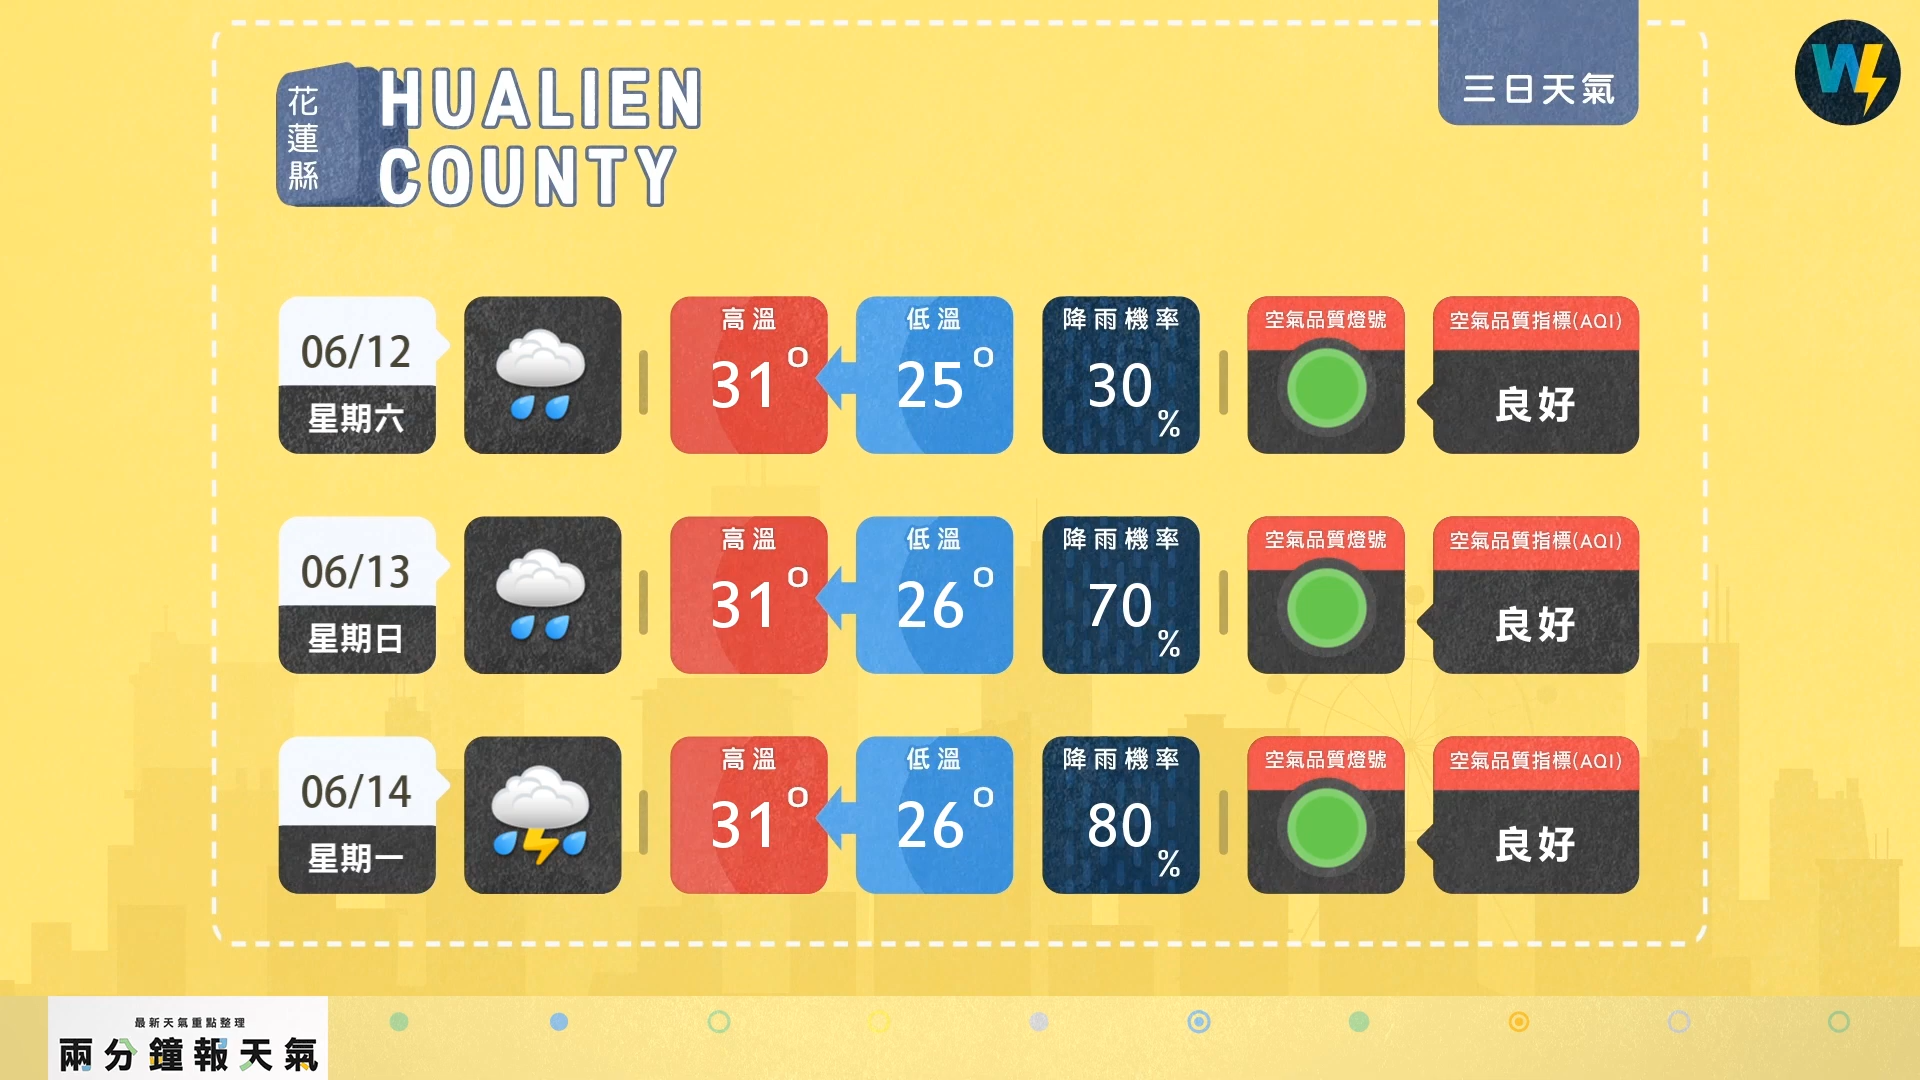 花蓮縣
HUALIEN
COUNTY
三日天氣
W
06/12
星期六
高溫
31°
低溫
25°
降雨機率
30%
空氣品質燈號
空氣品質指標(AQI)
良好
06/13
星期日
高溫
31°
低溫
26°
降雨機率
70%
空氣品質燈號
空氣品質指標(AQI)
良好
06/14
星期一
高溫
31°
低溫
26°
降雨機率
80%
空氣品質燈號
空氣品質指標(AQI)
良好
最新天氣重點整理
兩分鐘報天氣